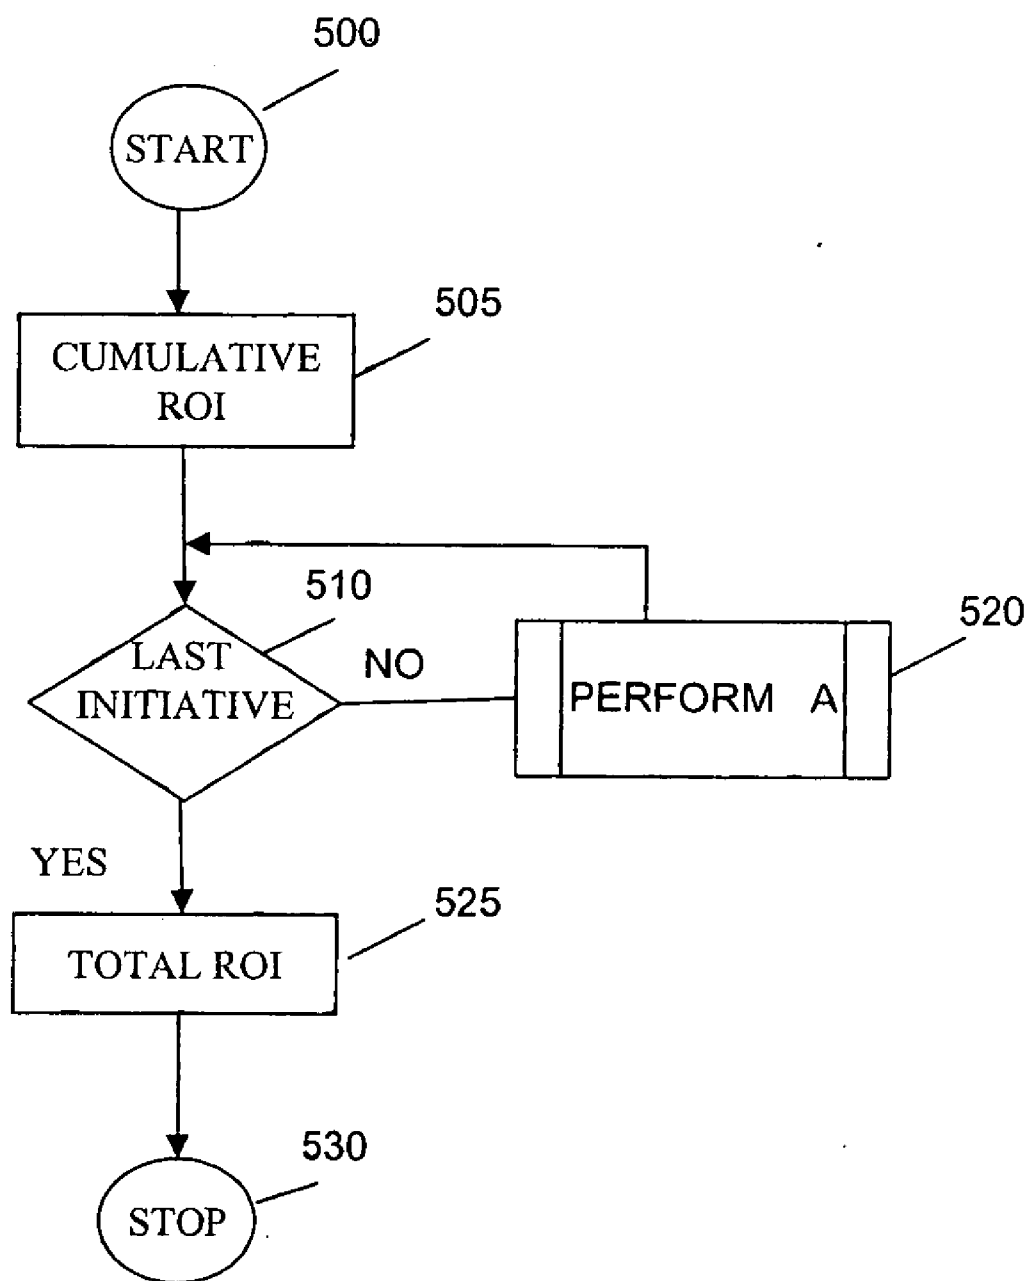 500
START
505
CUMULATIVE
ROI
510
LAST
INITIATIVE
NO
520
PERFORM A
YES
525
TOTAL ROI
530
STOP